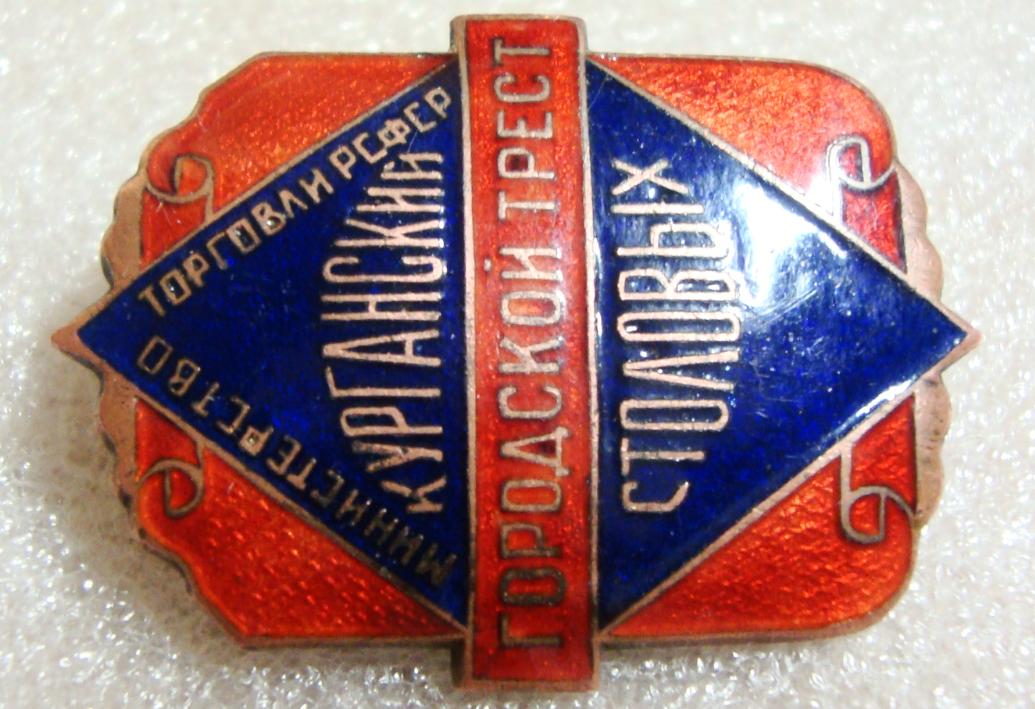 МИНИСТЕРСТВО
ТОРГОВЛИ РСФСР
КУРГАНСКИЙ
ГОРОДСКОЙ ТРЕСТ
СТОЛОВЫХ